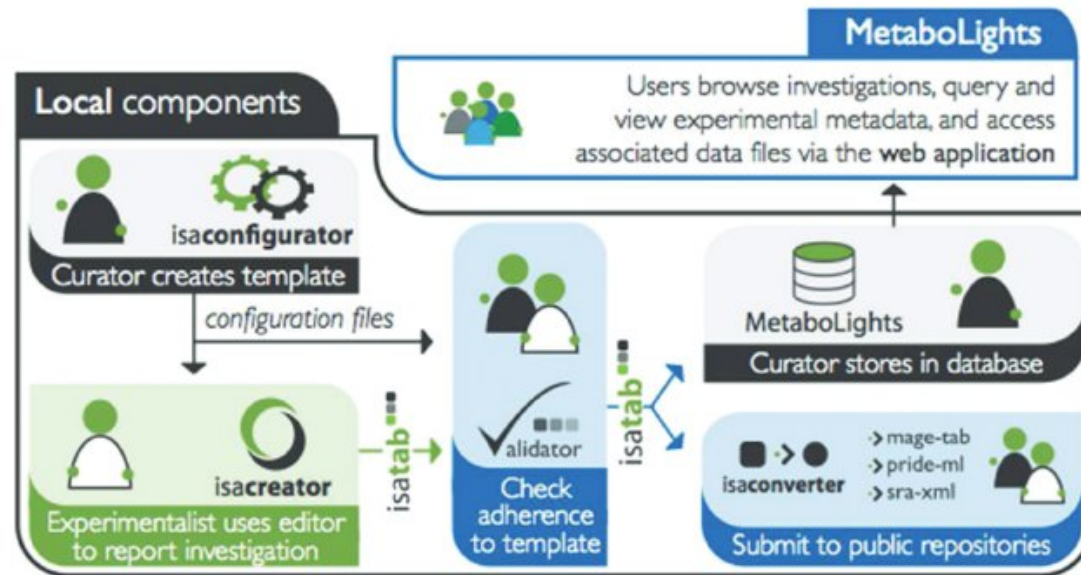 MetaboLights
Users browse investigations, query and
view experimental metadata, and access
associated data files via the web application
Local components
isaconfigurator
Curator creates template
configuration files
isacreator
Experimentalist uses editor
to report investigation
isatab
alidator
Check
adherence
to template
isatab
MetaboLights
Curator stores in database
isaconverter
mage-tab
pride-ml
sra-xml
Submit to public repositories